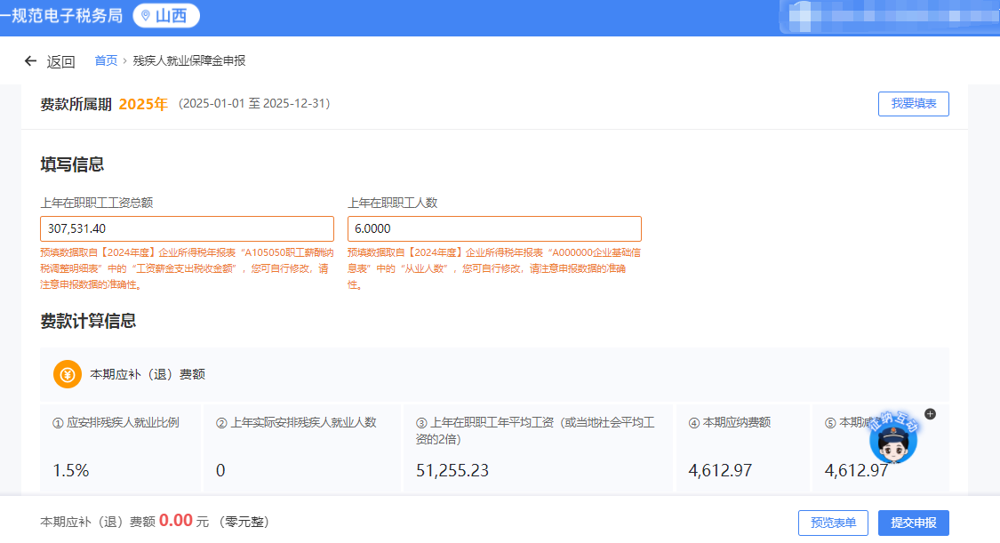 一规范电子税务局 山西
返回 首页 › 残疾人就业保障金申报
费款所属期 2025年 (2025-01-01 至 2025-12-31) 我要填表
填写信息
上年在职职工工资总额 上年在职职工人数
307,531.40 6.0000
预填数据取自【2024年度】企业所得税年报表“A105050职工薪酬纳
税调整明细表”中的“工资薪金支出税收金额”，您可自行修改，请
注意申报数据的准确性。
预填数据取自【2024年度】企业所得税年报表“A000000企业基础信
息表”中的“从业人数”，您可自行修改，请注意申报数据的准确
性。
费款计算信息
本期应补（退）费额
① 应安排残疾人就业比例
1.5%
② 上年实际安排残疾人就业人数
0
③ 上年在职职工年平均工资（或当地社会平均工
资的2倍）
51,255.23
④ 本期应纳费额
4,612.97
⑤ 本期减
4,612.97
征纳互动
本期应补（退）费额 0.00 元 （零元整） 预览表单 提交申报